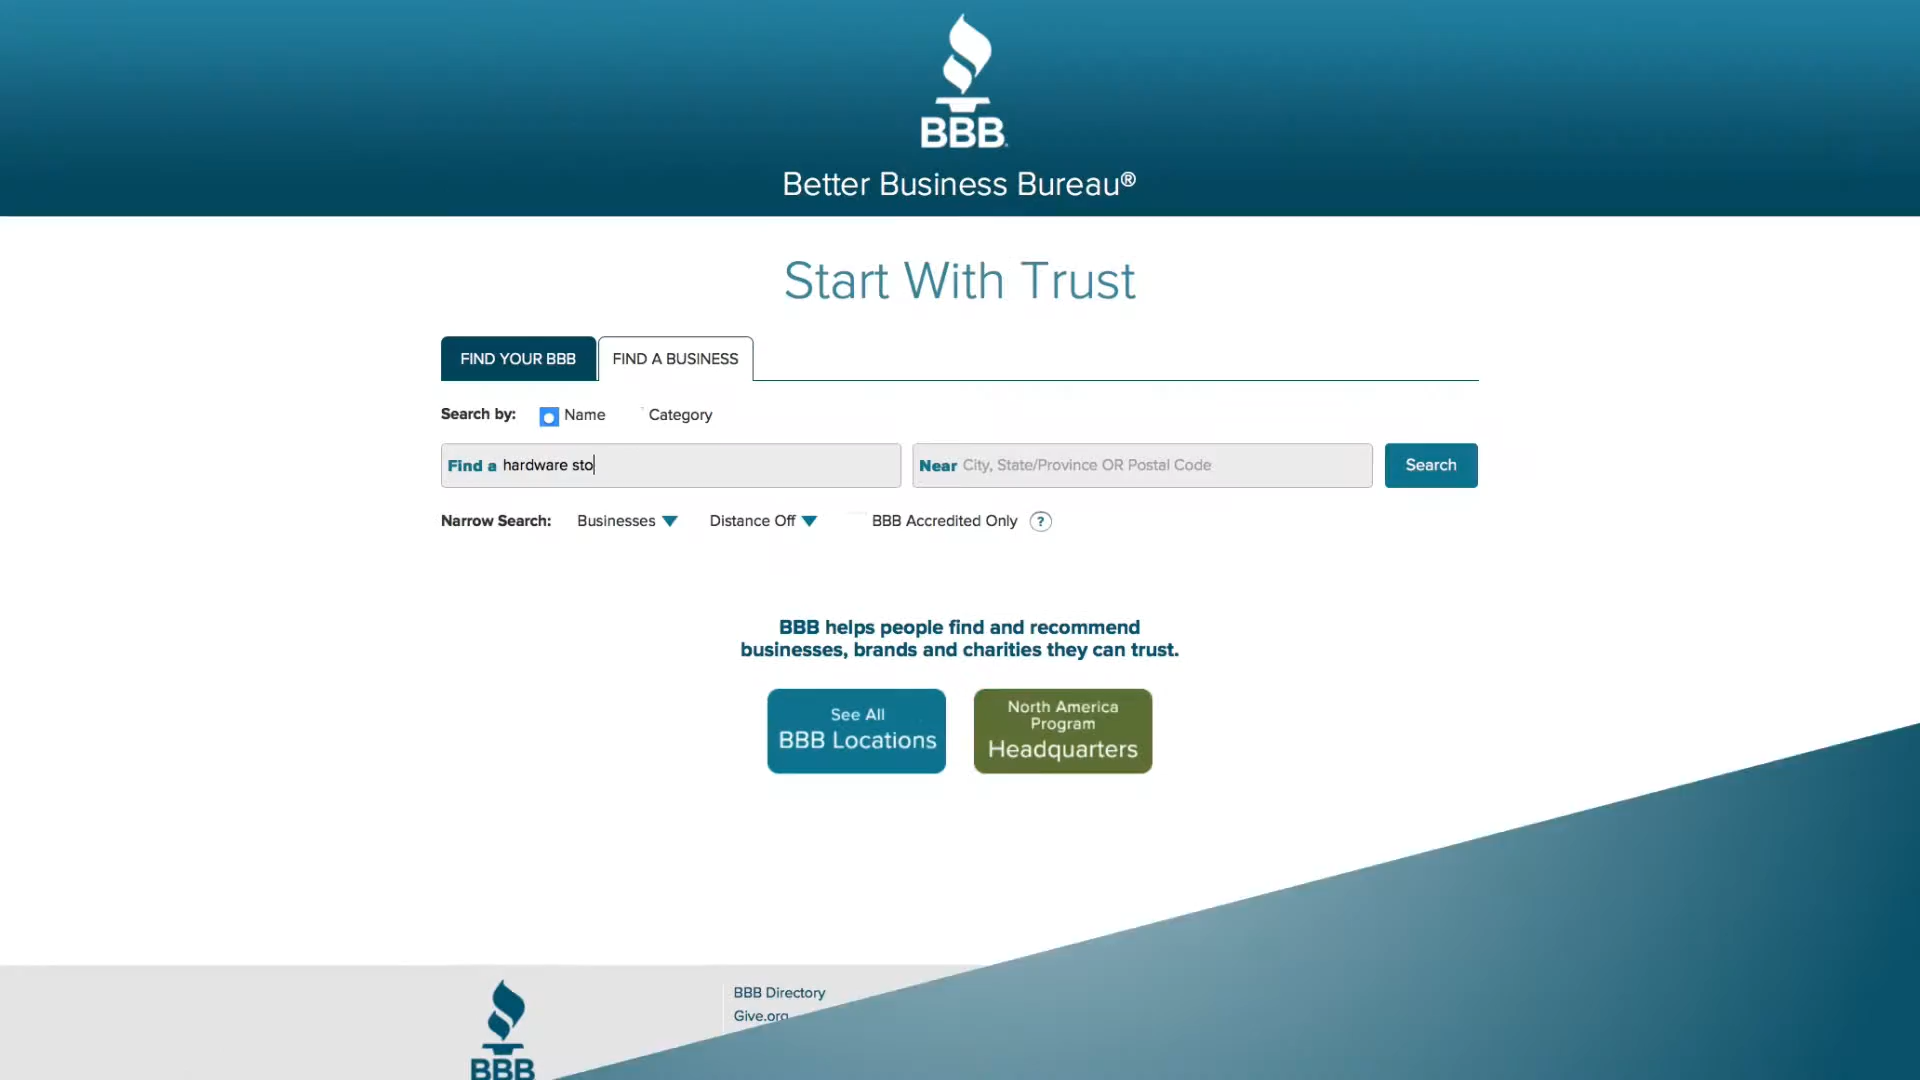 BBB
Better Business Bureau®
Start With Trust
FIND YOUR BBB FIND A BUSINESS
Search by: Name Category
Find a hardware sto Near City, State/Province OR Postal Code Search
Narrow Search: Businesses Distance Off BBB Accredited Only ?
BBB helps people find and recommend
businesses, brands and charities they can trust.
See All
BBB Locations
North America
Program
Headquarters
BBB
BBB Directory
Give.org